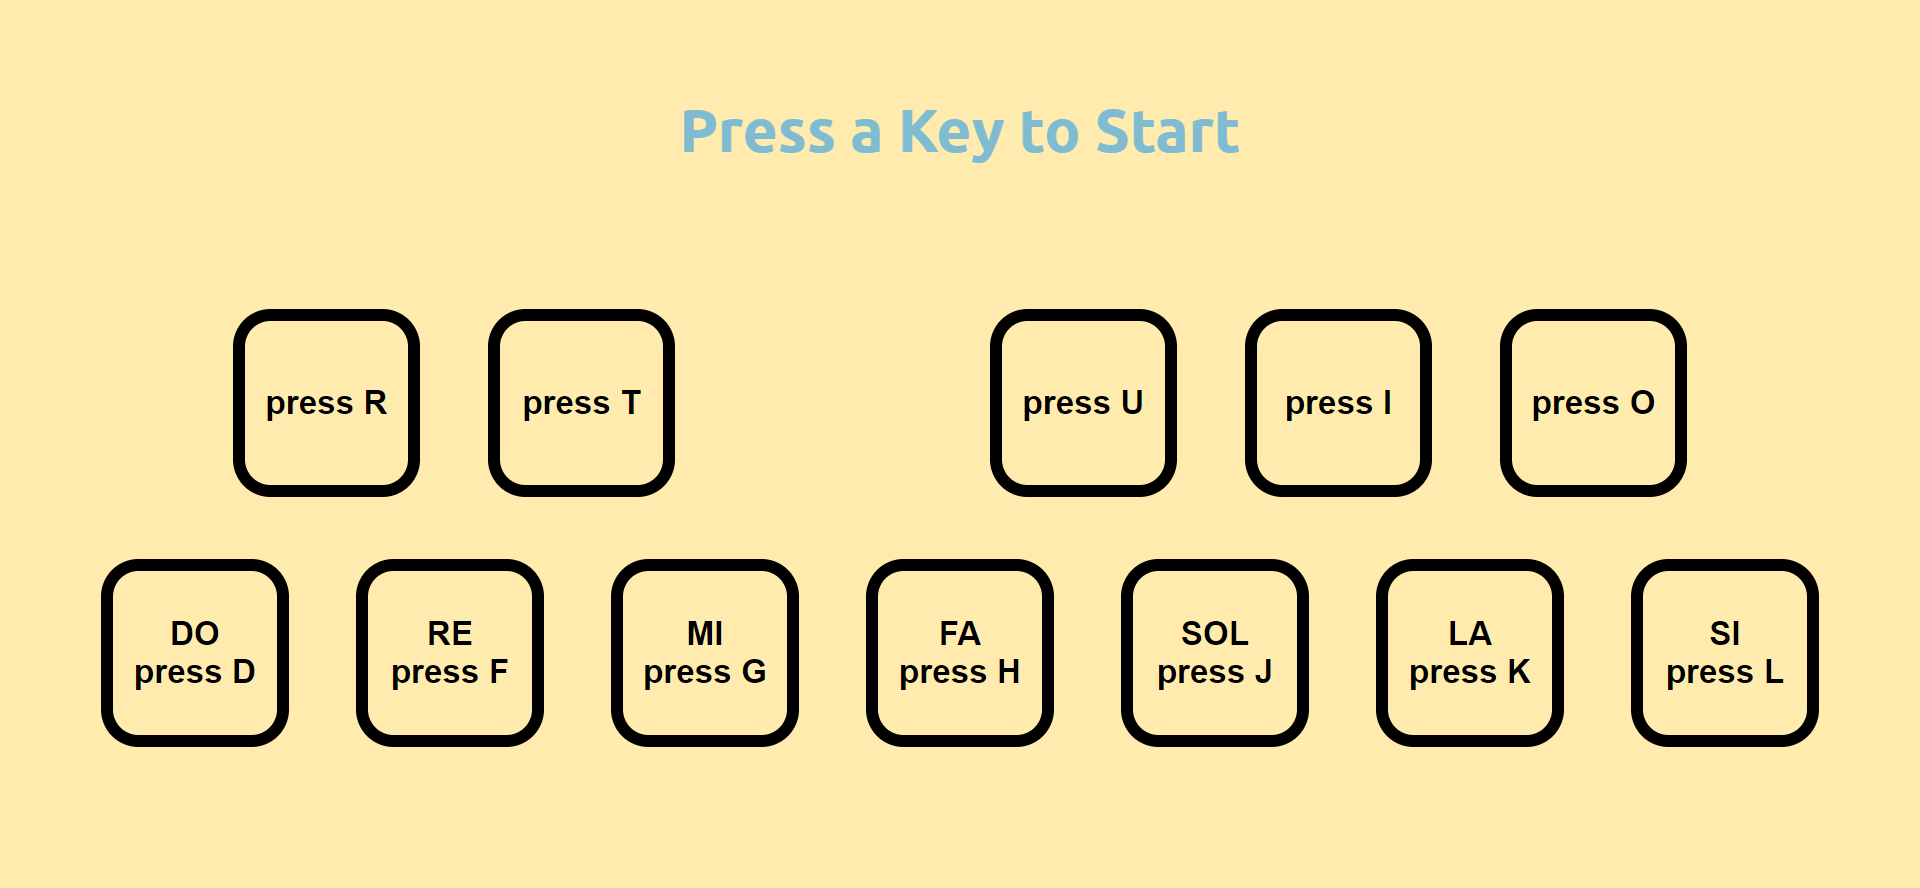 Press a Key to Start
press R
press T
press U
press I
press O
DO
press D
RE
press F
MI
press G
FA
press H
SOL
press J
LA
press K
SI
press L